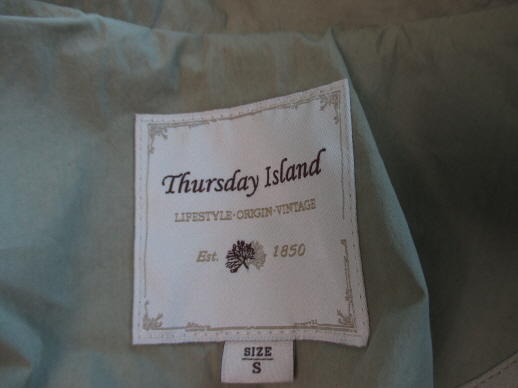 Thursday Island
LIFESTYLE·ORIGIN·VINTAGE
Est. 1850
SIZE
S